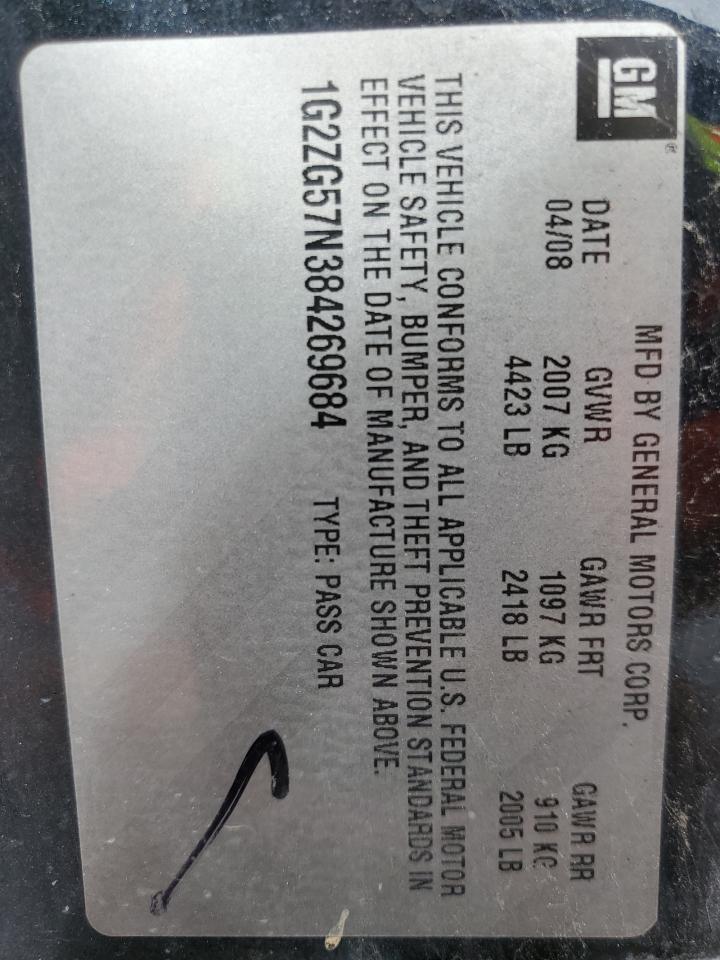 GM®
MFD BY GENERAL MOTORS CORP.
DATE GVWR GAWR FRT GAWR RR
04/08 2007 KG 1097 KG 910 KG
4423 LB 2418 LB 2005 LB
THIS VEHICLE CONFORMS TO ALL APPLICABLE U.S. FEDERAL MOTOR
VEHICLE SAFETY, BUMPER, AND THEFT PREVENTION STANDARDS IN
EFFECT ON THE DATE OF MANUFACTURE SHOWN ABOVE.
1G2ZG57N384269684 TYPE: PASS CAR